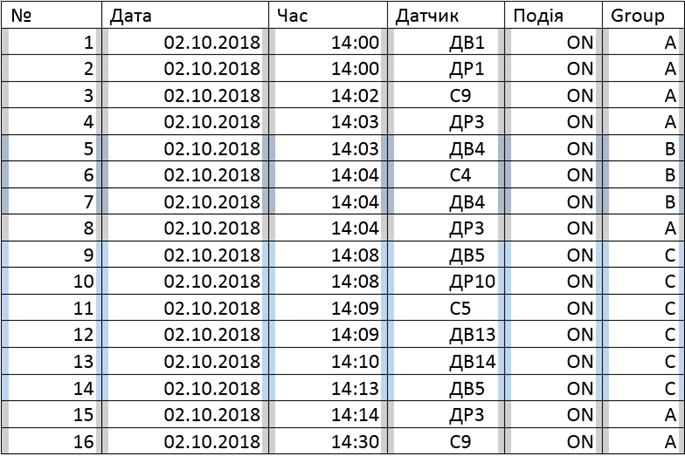 № Дата Час Датчик Подія Group
1 02.10.2018 14:00 ДВ1 ON A
2 02.10.2018 14:00 ДР1 ON A
3 02.10.2018 14:02 С9 ON A
4 02.10.2018 14:03 ДР3 ON A
5 02.10.2018 14:03 ДВ4 ON B
6 02.10.2018 14:04 С4 ON B
7 02.10.2018 14:04 ДВ4 ON B
8 02.10.2018 14:04 ДР3 ON A
9 02.10.2018 14:08 ДВ5 ON C
10 02.10.2018 14:08 ДР10 ON C
11 02.10.2018 14:09 С5 ON C
12 02.10.2018 14:09 ДВ13 ON C
13 02.10.2018 14:10 ДВ14 ON C
14 02.10.2018 14:13 ДВ5 ON C
15 02.10.2018 14:14 ДР3 ON A
16 02.10.2018 14:30 С9 ON A